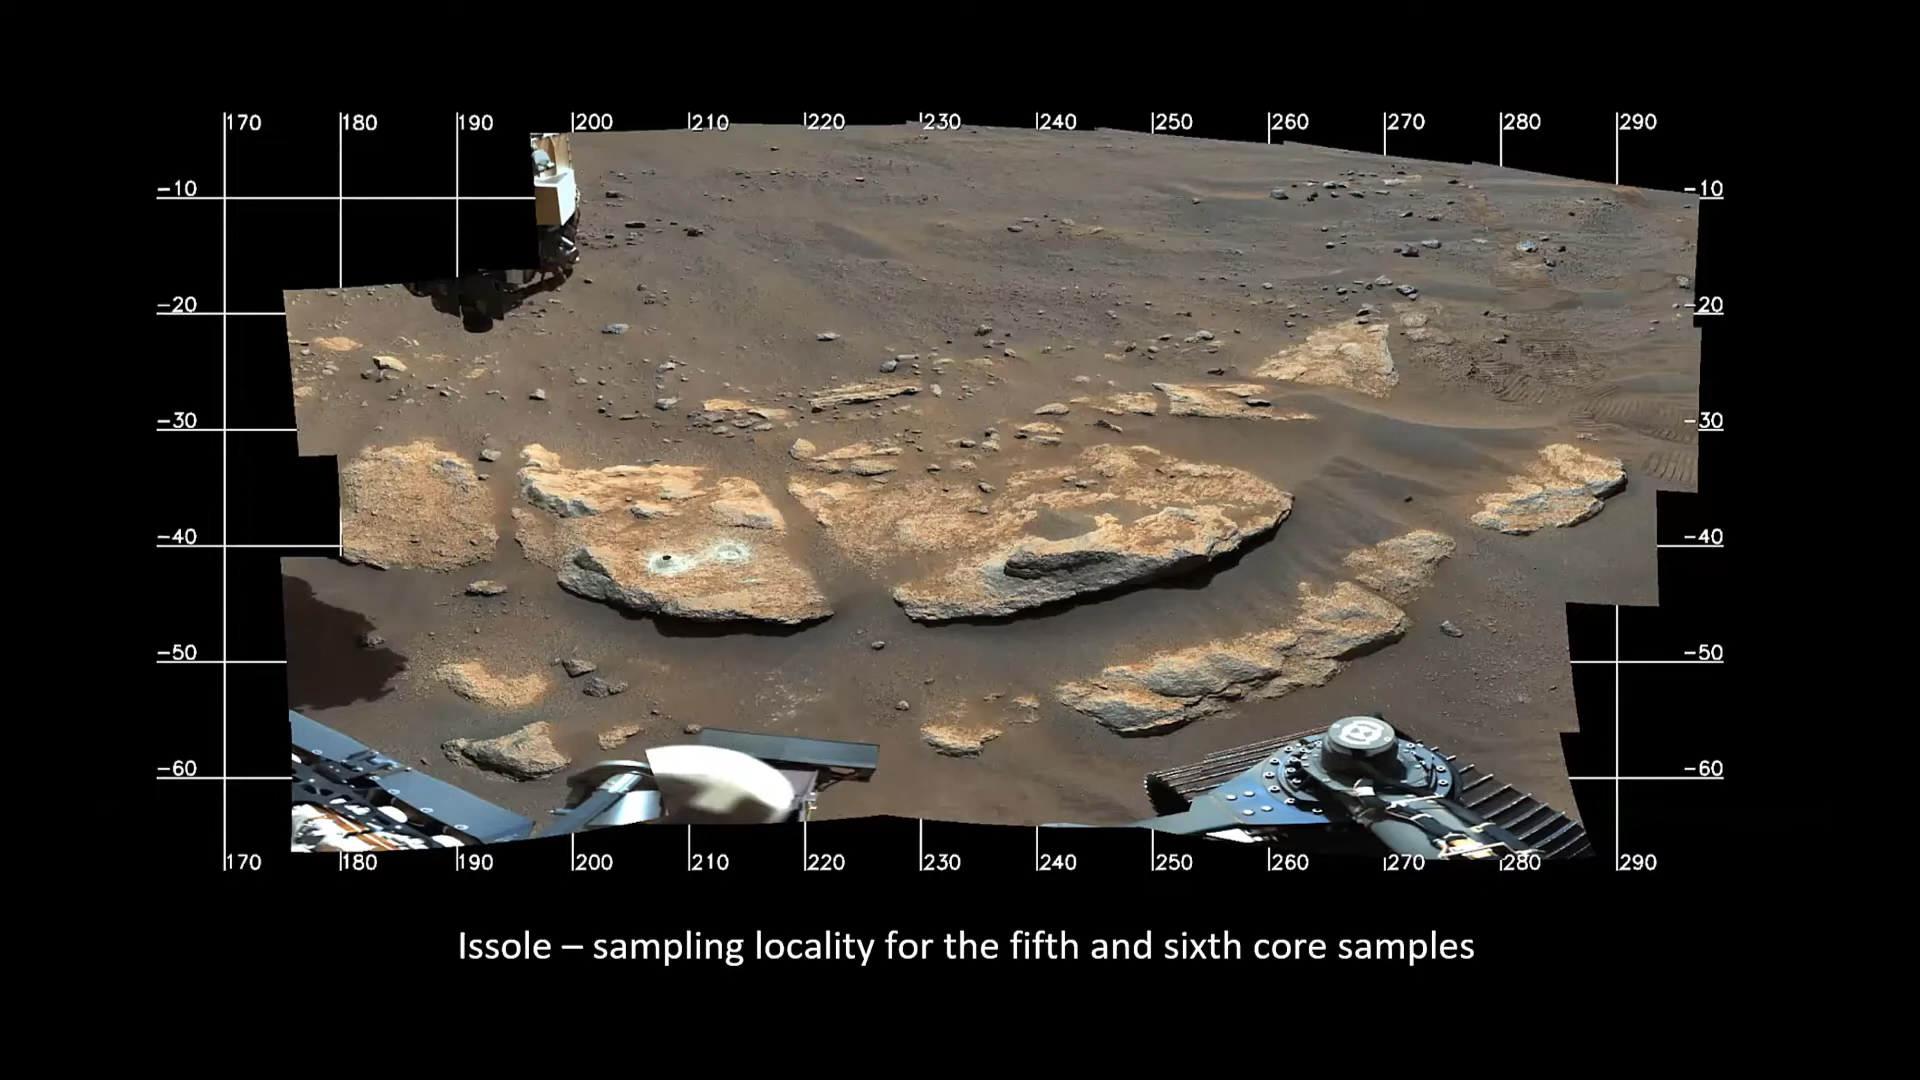 170 180 190 200 210 220 230 240 250 260 270 280 290
-10 -10
-20 -20
-30 -30
-40 -40
-50 -50
-60 -60
170 180 190 200 210 220 230 240 250 260 270 280 290
Issole – sampling locality for the fifth and sixth core samples